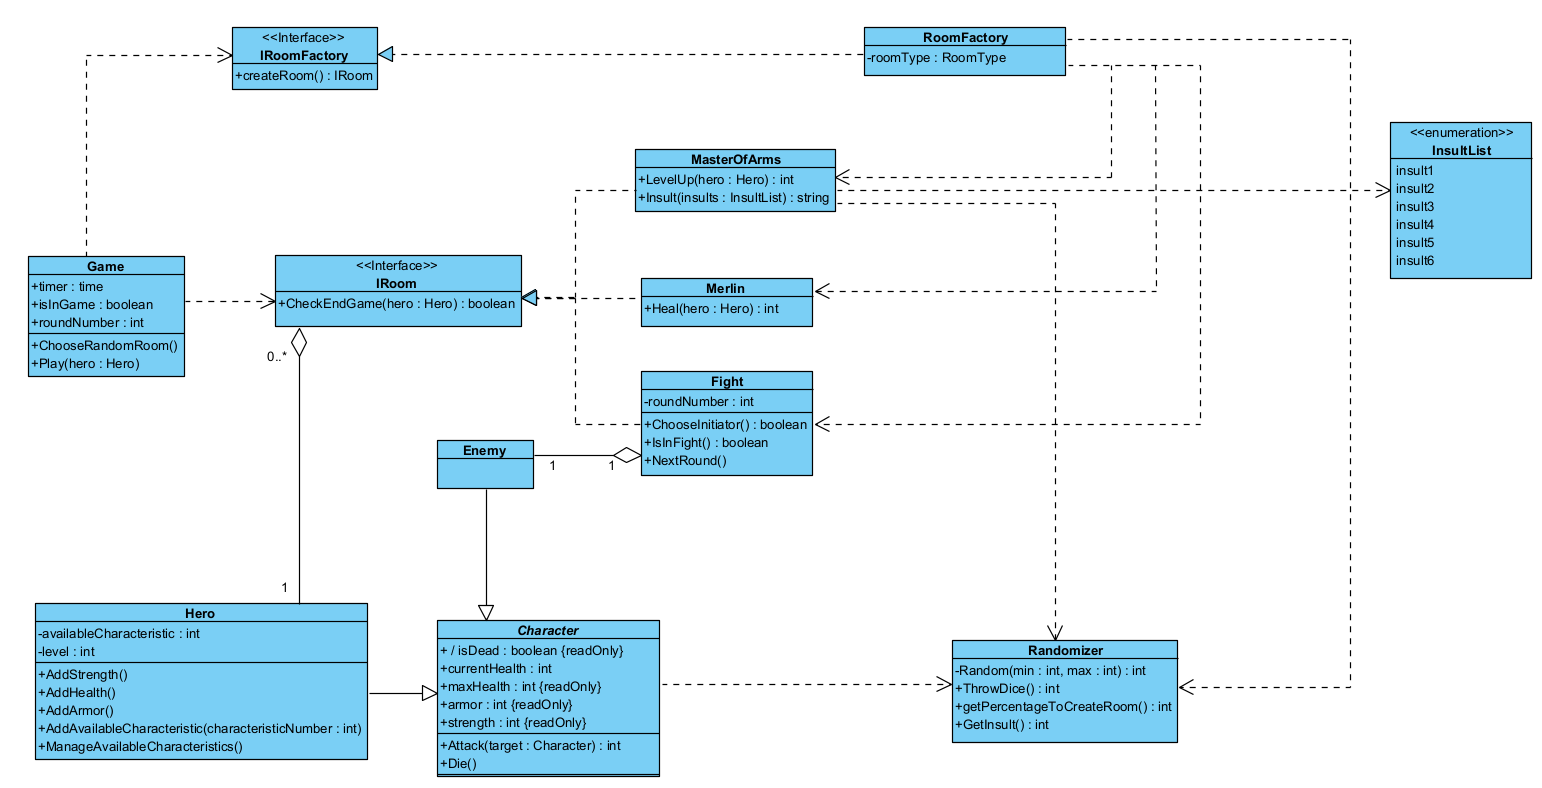 <<Interface>>
IRoomFactory
+createRoom() : IRoom
RoomFactory
-roomType : RoomType
<<enumeration>>
InsultList
insult1
insult2
insult3
insult4
insult5
insult6
MasterOfArms
+LevelUp(hero : Hero) : int
+Insult(insults : InsultList) : string
Game
+timer : time
+isInGame : boolean
+roundNumber : int
+ChooseRandomRoom()
+Play(hero : Hero)
<<Interface>>
IRoom
+CheckEndGame(hero : Hero) : boolean
0..*
1
Merlin
+Heal(hero : Hero) : int
Fight
-roundNumber : int
+ChooseInitiator() : boolean
+IsInFight() : boolean
+NextRound()
Enemy
1
1
Hero
-availableCharacteristic : int
-level : int
+AddStrength()
+AddHealth()
+AddArmor()
+AddAvailableCharacteristic(characteristicNumber : int)
+ManageAvailableCharacteristics()
Character
+ / isDead : boolean {readOnly}
+currentHealth : int
+maxHealth : int {readOnly}
+armor : int {readOnly}
+strength : int {readOnly}
+Attack(target : Character) : int
+Die()
Randomizer
-Random(min : int, max : int) : int
+ThrowDice() : int
+getPercentageToCreateRoom() : int
+GetInsult() : int